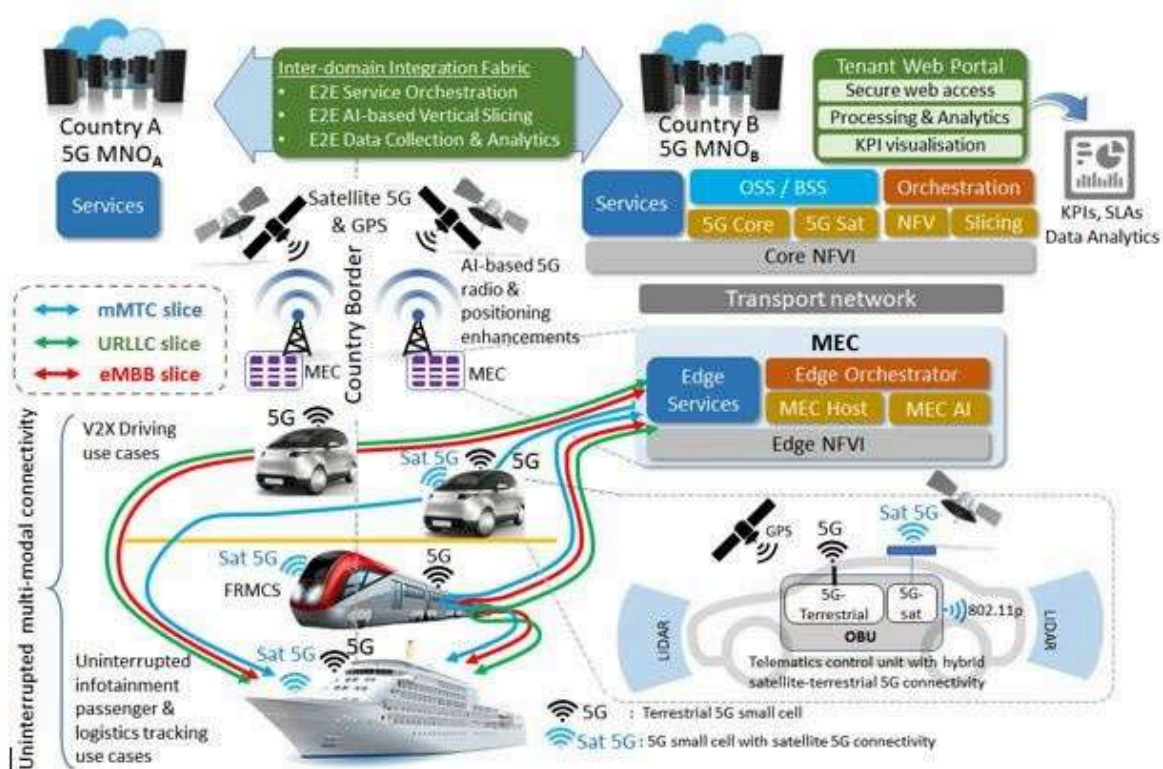 Inter-domain Integration Fabric
• E2E Service Orchestration
• E2E AI-based Vertical Slicing
• E2E Data Collection & Analytics
Country A
5G MNOA
Services
Country B
5G MNOB
Tenant Web Portal
Secure web access
Processing & Analytics
KPI visualisation
KPIs, SLAs
Data Analytics
Services
OSS / BSS
Orchestration
5G Core
5G Sat
NFV
Slicing
Core NFVI
Transport network
Satellite 5G
& GPS
Country Border
AI-based 5G
radio &
positioning
enhancements
MEC
MEC
mMTC slice
URLLC slice
eMBB slice
MEC
Edge
Services
Edge Orchestrator
MEC Host
MEC AI
Edge NFVI
Uninterrupted multi-modal connectivity
V2X Driving
use cases
5G
Sat 5G
5G
Sat 5G
5G
FRMCS
Sat 5G
5G
Uninterrupted
infotainment
passenger &
logistics tracking
use cases
GPS
5G
Sat 5G
5G-
Terrestrial
5G-
sat
OBU
802.11p
LIDAR
LIDAR
Telematics control unit with hybrid
satellite-terrestrial 5G connectivity
5G : Terrestrial 5G small cell
Sat 5G : 5G small cell with satellite 5G connectivity